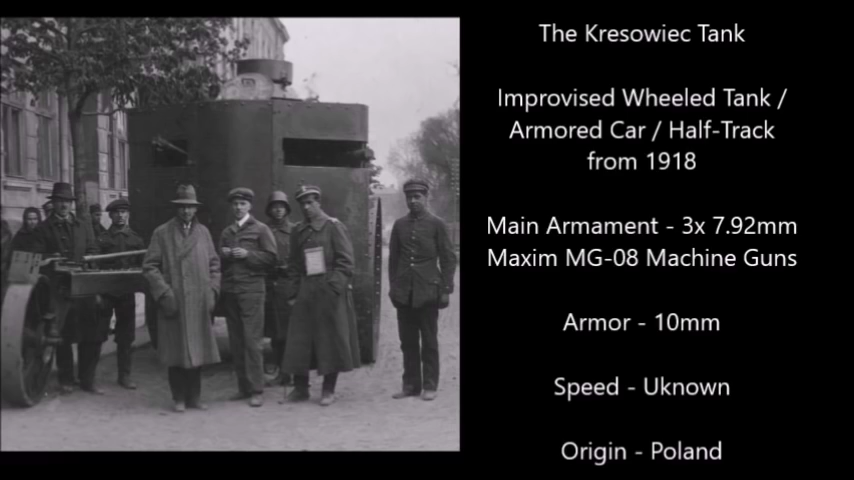 The Kresowiec Tank
Improvised Wheeled Tank /
Armored Car / Half-Track
from 1918
Main Armament - 3x 7.92mm
Maxim MG-08 Machine Guns
Armor - 10mm
Speed - Uknown
Origin - Poland